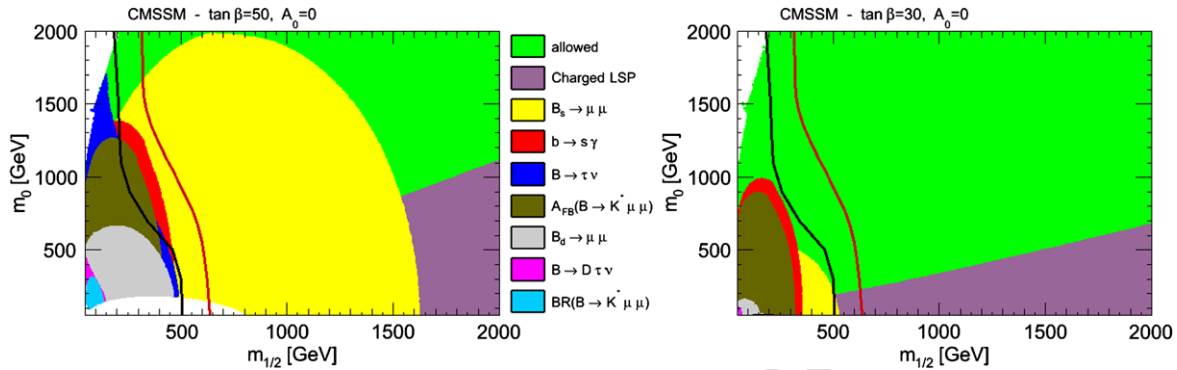 CMSSM - tan β=50, A₀=0
2000
1500
1000
500
m₀ [GeV]
500
1000
1500
2000
m₁/₂ [GeV]
allowed
Charged LSP
Bₛ → μ μ
b → s γ
B → τ ν
A_FB(B → K* μ μ)
B_d → μ μ
B → D τ ν
BR(B → K* μ μ)
CMSSM - tan β=30, A₀=0
2000
1500
1000
500
m₀ [GeV]
500
1000
1500
2000
m₁/₂ [GeV]